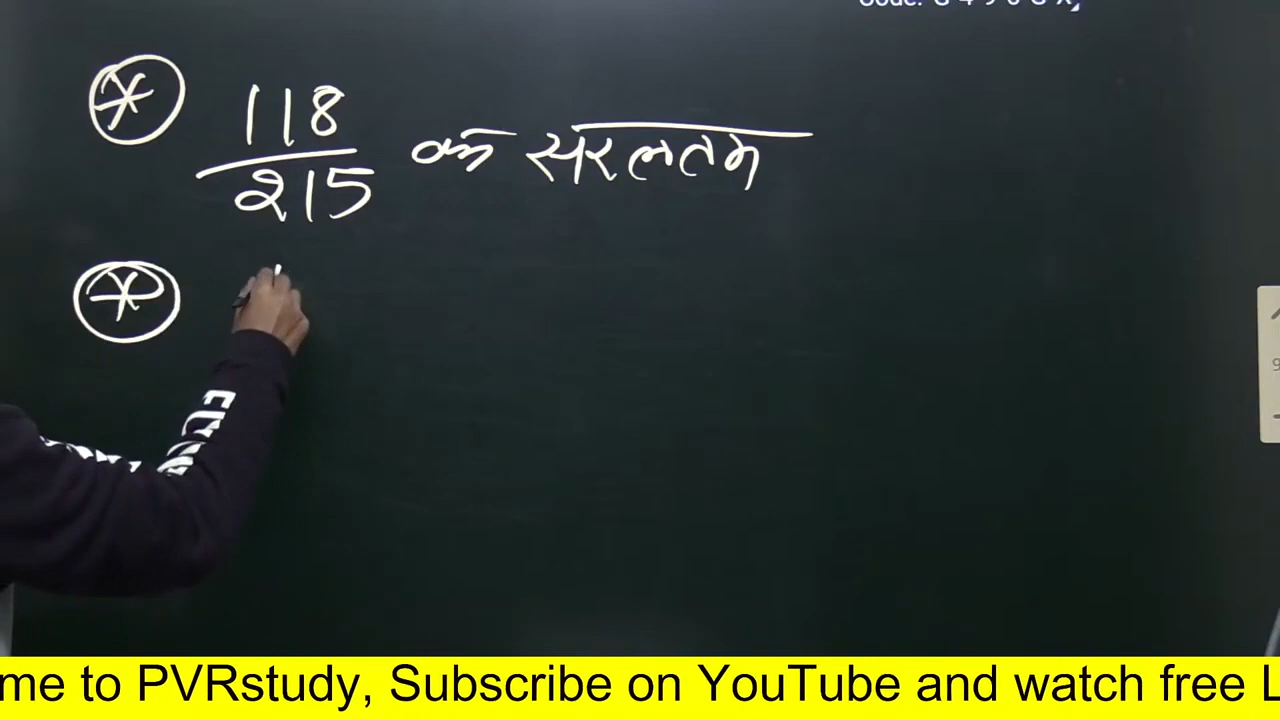 118
215 के सरलतम
me to PVRstudy, Subscribe on YouTube and watch free L